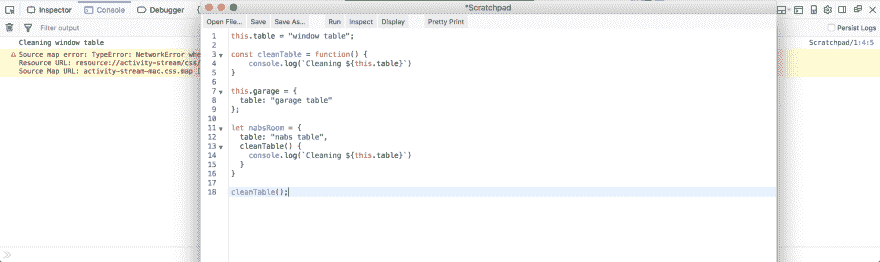 *Scratchpad
Inspector Console Debugger
Open File... Save Save As... Run Inspect Display Pretty Print
Filter output
Persist Logs
Cleaning window table
Scratchpad/1:4:5
Source map error: TypeError: NetworkError whe
Resource URL: resource://activity-stream/css/
Source Map URL: activity-stream-mac.css.map
1 this.table = "window table";
2
3 const cleanTable = function() {
4 console.log(`Cleaning ${this.table}`)
5 }
6
7 this.garage = {
8 table: "garage table"
9 };
10
11 let nabsRoom = {
12 table: "nabs table",
13 cleanTable() {
14 console.log(`Cleaning ${this.table}`)
15 }
16 }
17
18 cleanTable();